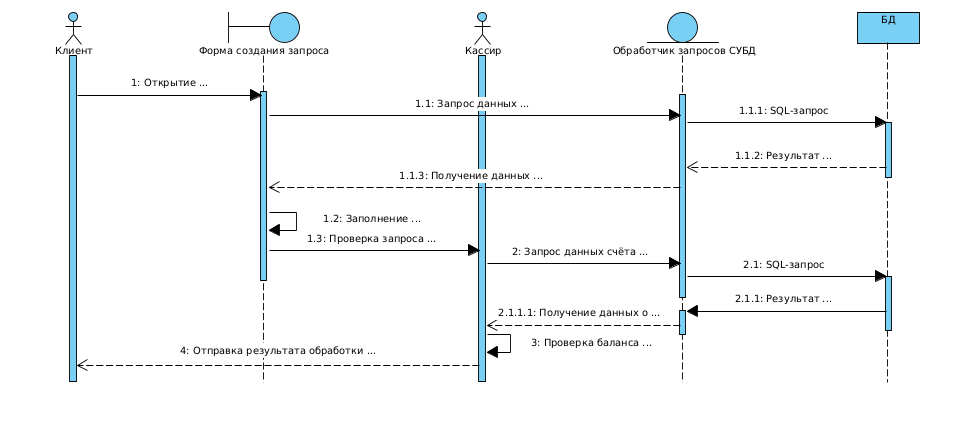 Клиент
Форма создания запроса
Кассир
Обработчик запросов СУБД
БД
1: Открытие ...
1.1: Запрос данных ...
1.1.1: SQL-запрос
1.1.2: Результат ...
1.1.3: Получение данных ...
1.2: Заполнение ...
1.3: Проверка запроса ...
2: Запрос данных счёта ...
2.1: SQL-запрос
2.1.1: Результат ...
2.1.1.1: Получение данных о ...
3: Проверка баланса ...
4: Отправка результата обработки ...